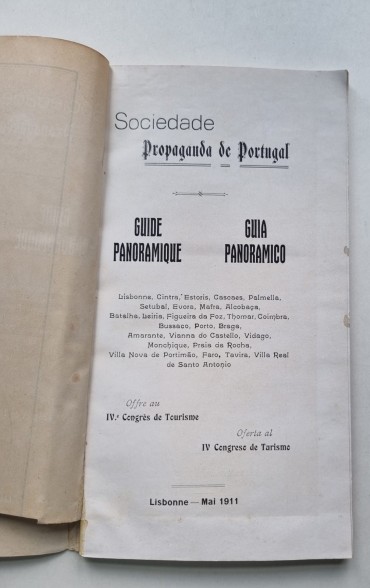 Sociedade
Propaganda de Portugal
GUIDE
PANORAMIQUE
GUIA
PANORAMICO
Lisbonne, Cintra, Estoris, Cascaes, Palmella,
Setubal, Evora, Mafra, Alcobaça,
Batalha, Leiria, Figueira da Foz, Thomar, Coimbra,
Bussaco, Porto, Braga,
Amarante, Vianna do Castello, Vidago,
Monchique, Praia da Rocha,
Villa Nova de Portimão, Faro, Tavira, Villa Real
de Santo Antonio
Offre au
IV.e Congrès de Tourisme
Oferta al
IV Congreso de Tarisme
Lisbonne — Mai 1911